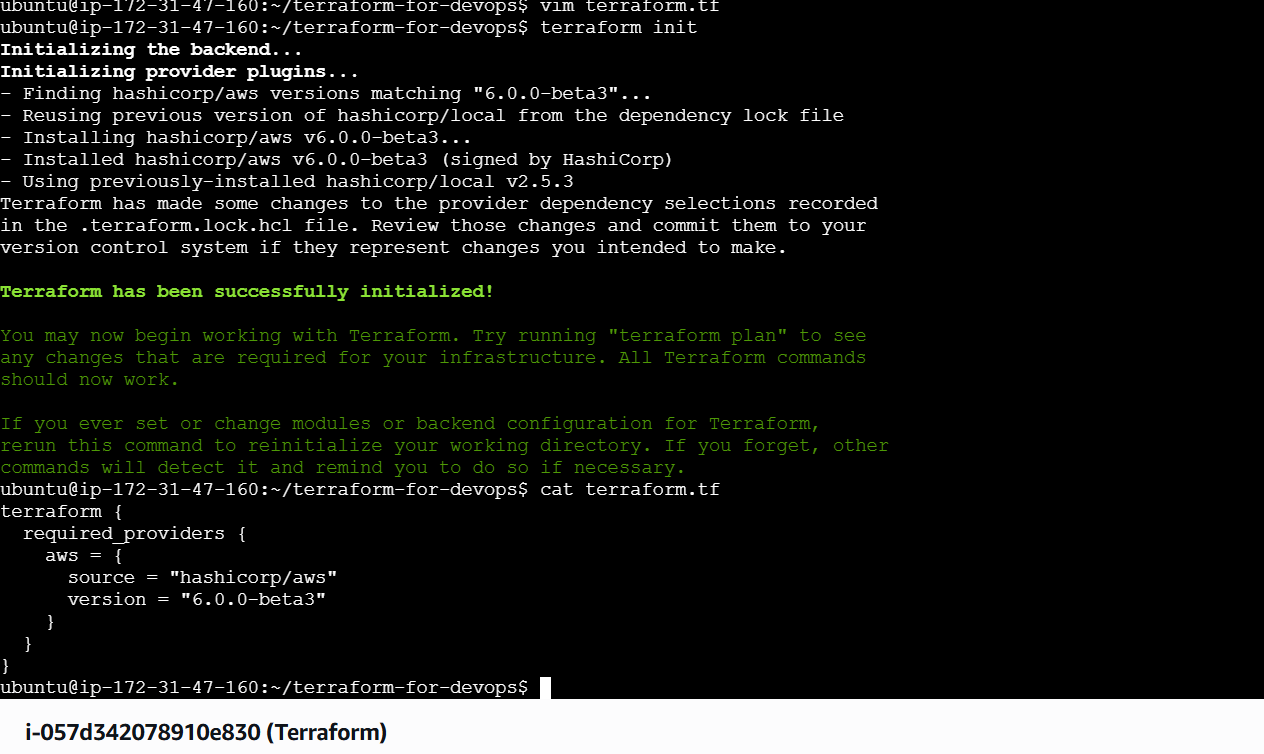 ubuntu@ip-172-31-47-160:~/terraform-for-devops$ vim terraform.tf
ubuntu@ip-172-31-47-160:~/terraform-for-devops$ terraform init
Initializing the backend...
Initializing provider plugins...
- Finding hashicorp/aws versions matching "6.0.0-beta3"...
- Reusing previous version of hashicorp/local from the dependency lock file
- Installing hashicorp/aws v6.0.0-beta3...
- Installed hashicorp/aws v6.0.0-beta3 (signed by HashiCorp)
- Using previously-installed hashicorp/local v2.5.3
Terraform has made some changes to the provider dependency selections recorded
in the .terraform.lock.hcl file. Review those changes and commit them to your
version control system if they represent changes you intended to make.

Terraform has been successfully initialized!

You may now begin working with Terraform. Try running "terraform plan" to see
any changes that are required for your infrastructure. All Terraform commands
should now work.

If you ever set or change modules or backend configuration for Terraform,
rerun this command to reinitialize your working directory. If you forget, other
commands will detect it and remind you to do so if necessary.
ubuntu@ip-172-31-47-160:~/terraform-for-devops$ cat terraform.tf
terraform {
  required_providers {
    aws = {
      source = "hashicorp/aws"
      version = "6.0.0-beta3"
    }
  }
}
ubuntu@ip-172-31-47-160:~/terraform-for-devops$
i-057d342078910e830 (Terraform)